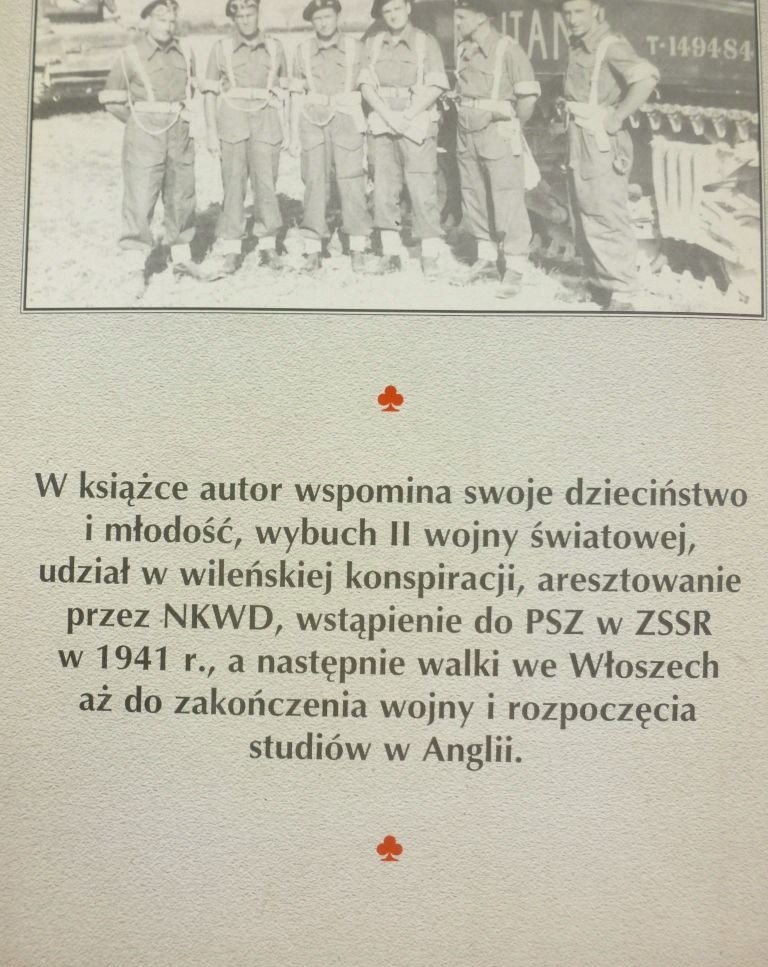 T-149484
W książce autor wspomina swoje dzieciństwo
i młodość, wybuch II wojny światowej,
udział w wileńskiej konspiracji, aresztowanie
przez NKWD, wstąpienie do PSZ w ZSSR
w 1941 r., a następnie walki we Włoszech
aż do zakończenia wojny i rozpoczęcia
studiów w Anglii.